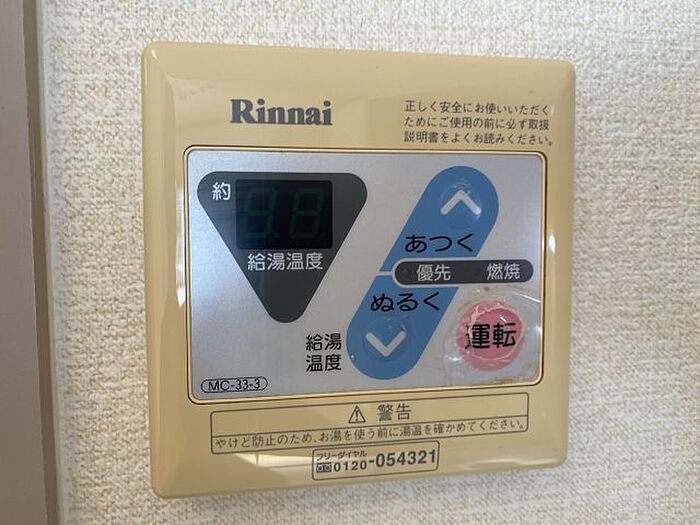 Rinnai
正しく安全にお使いいただく
ためにご使用の前に必ず取扱
説明書をよくお読みください。
約
給湯温度
あつく
優先 燃焼
ぬるく
給湯
温度
運転
MC-33-3
⚠警告
やけど防止のため、お湯を使う前に湯温を確かめてください。
フリーダイヤル
0120-054321